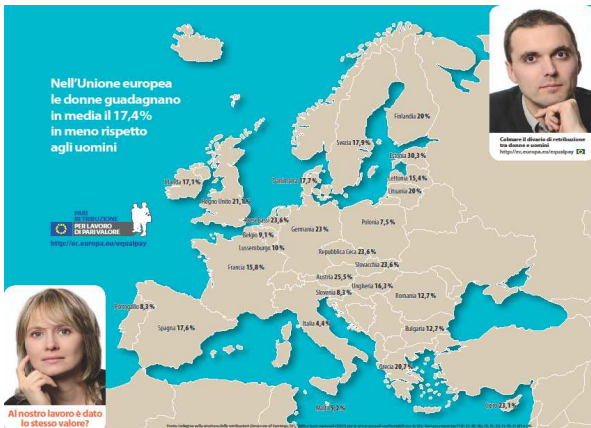 Nell'Unione europea
le donne guadagnano
in media il 17,4%
in meno rispetto
agli uomini
Colmare il divario di retribuzione
tra donne e uomini
http://ec.europa.eu/equalpay
Finlandia 20 %
Svezia 17,9 %
Estonia 30,3 %
Lettonia 15,4 %
Lituania 20 %
Danimarca 17,7 %
Irlanda 17,1 %
Regno Unito 21,1 %
Paesi Bassi 23,6 %
Belgio 9,1 %
Germania 23 %
Polonia 7,5 %
Lussemburgo 10 %
Repubblica Ceca 23,6 %
Slovacchia 23,6 %
Francia 15,8 %
Austria 25,5 %
Ungheria 16,3 %
Slovenia 8,3 %
Romania 12,7 %
Portogallo 8,3 %
Spagna 17,6 %
Italia 4,4 %
Bulgaria 12,7 %
Grecia 20,7 %
Malta 5,2 %
Cipro 23,1 %
PARI
RETRIBUZIONE
PER LAVORO
DI PARI VALORE
http://ec.europa.eu/equalpay
Al nostro lavoro è dato
lo stesso valore?